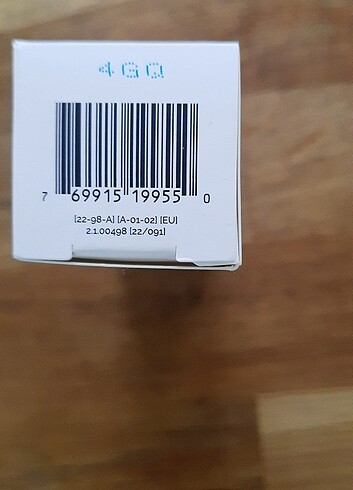 4GQ
7 69915 19955 0
[22-98-A] [A-01-02] [EU]
2.1.00498 [22/091]